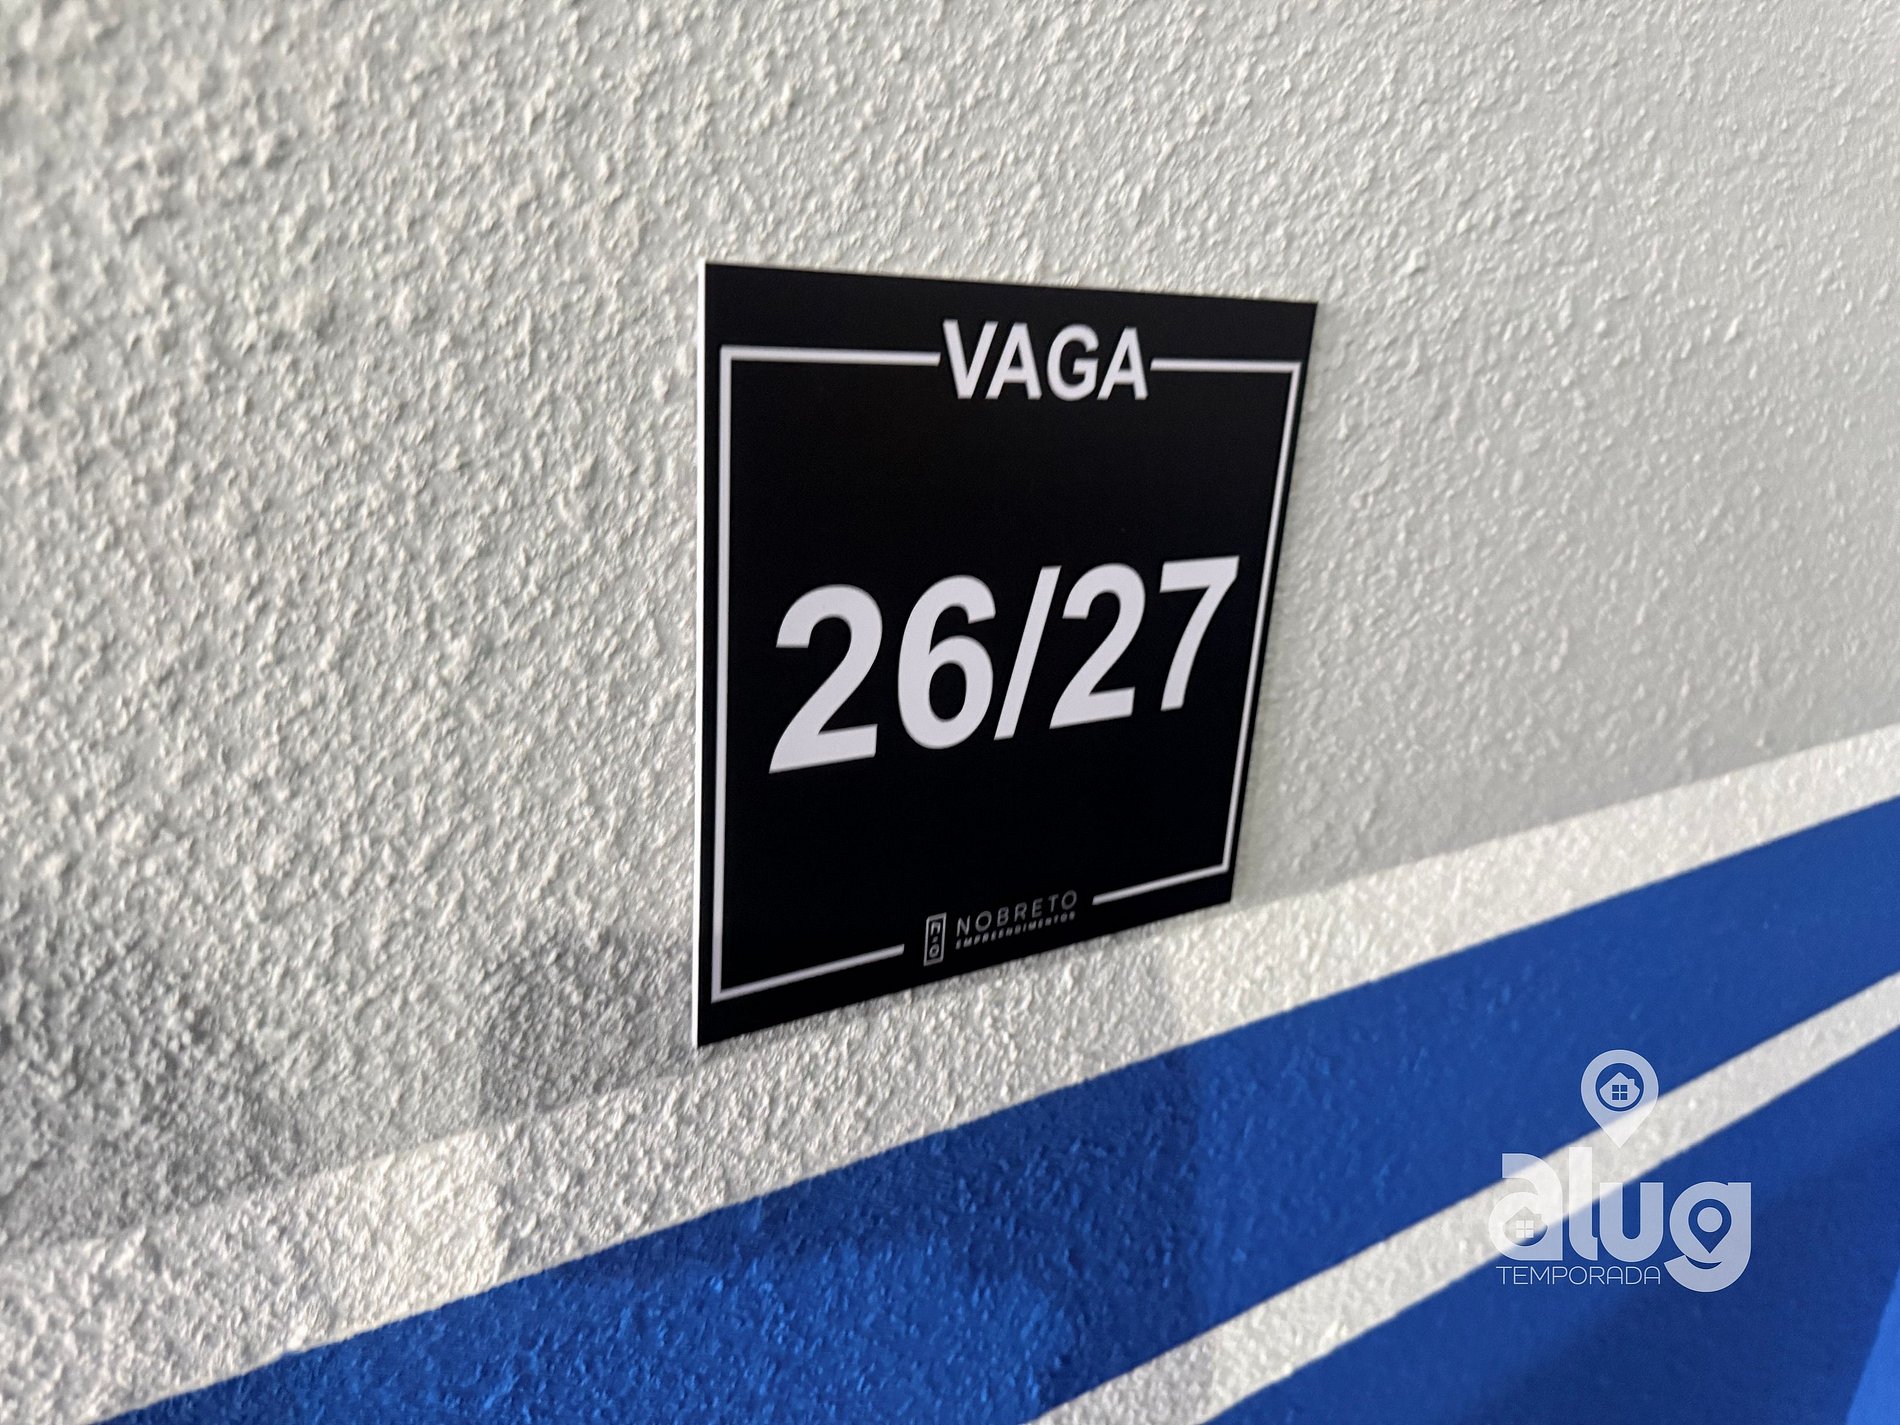 VAGA
26/27
NOBRETO
EMPREENDIMENTOS
alug
TEMPORADA